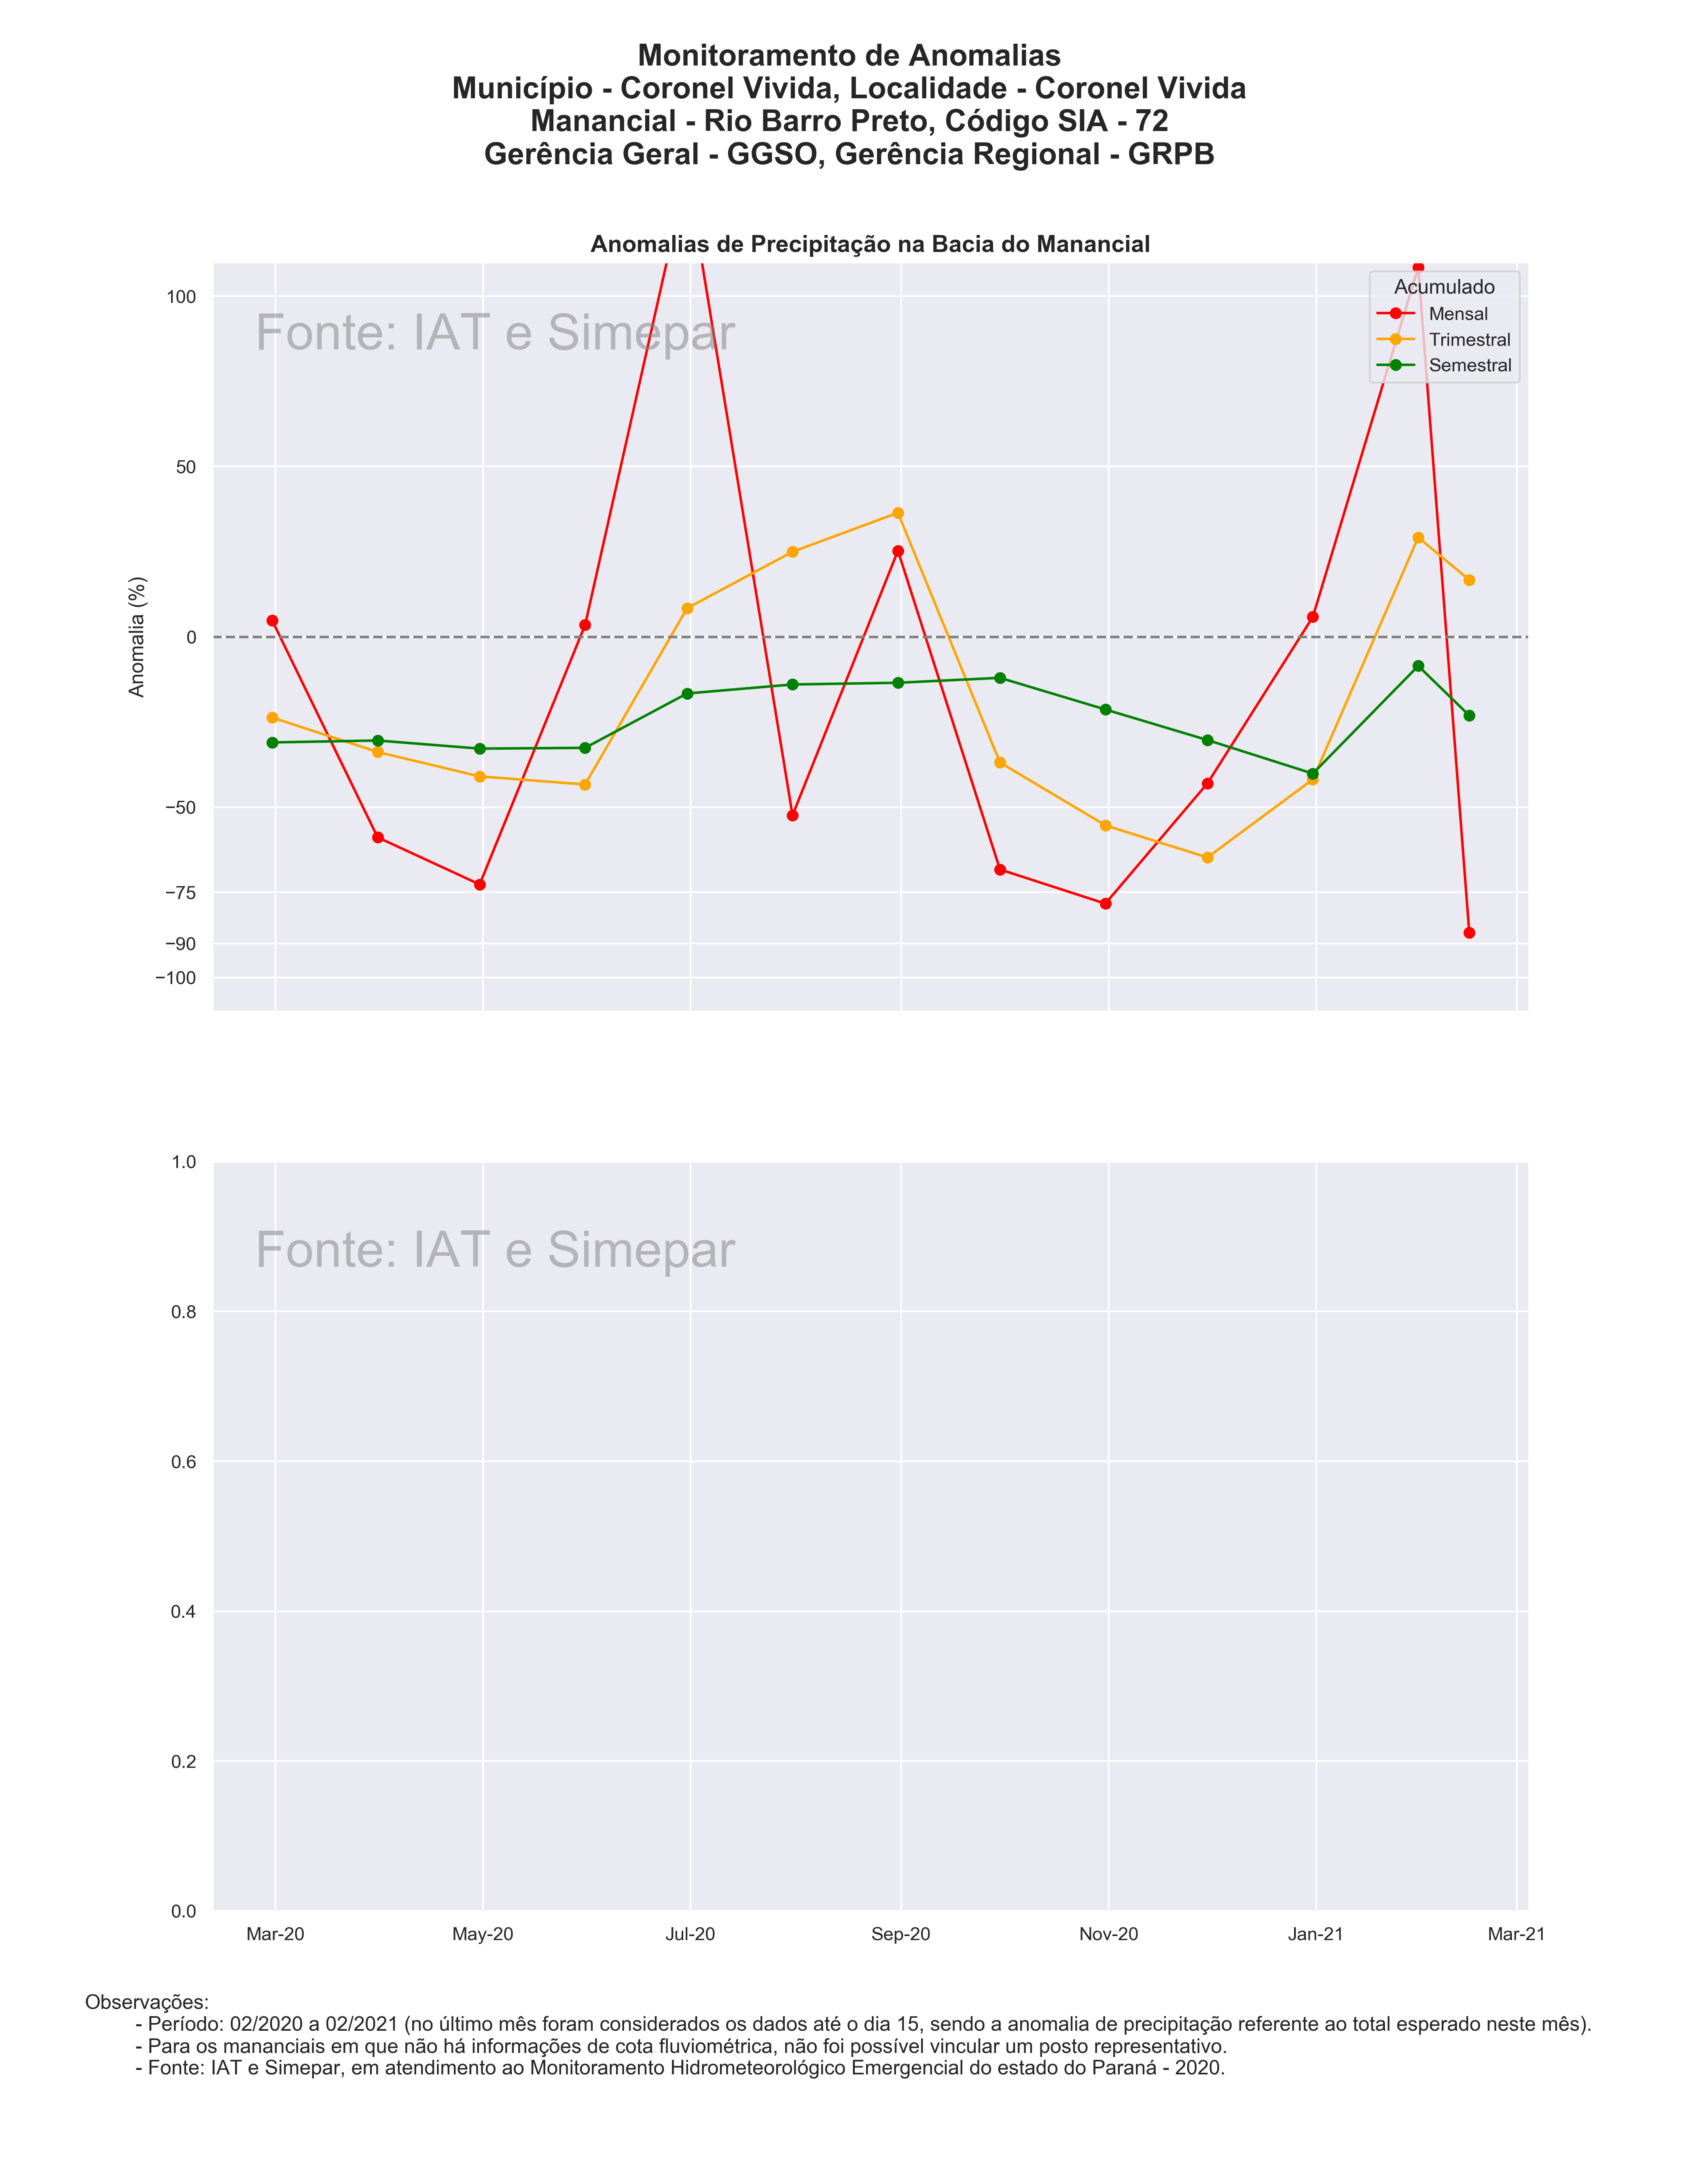 Monitoramento de Anomalias
Município - Coronel Vivida, Localidade - Coronel Vivida
Manancial - Rio Barro Preto, Código SIA - 72
Gerência Geral - GGSO, Gerência Regional - GRPB
Anomalias de Precipitação na Bacia do Manancial
Fonte: IAT e Simepar
Acumulado
Mensal
Trimestral
Semestral
Anomalia (%)
100
50
0
−50
−75
−90
−100
Fonte: IAT e Simepar
1.0
0.8
0.6
0.4
0.2
0.0
Mar-20 May-20 Jul-20 Sep-20 Nov-20 Jan-21 Mar-21
Observações:
- Período: 02/2020 a 02/2021 (no último mês foram considerados os dados até o dia 15, sendo a anomalia de precipitação referente ao total esperado neste mês).
- Para os mananciais em que não há informações de cota fluviométrica, não foi possível vincular um posto representativo.
- Fonte: IAT e Simepar, em atendimento ao Monitoramento Hidrometeorológico Emergencial do estado do Paraná - 2020.